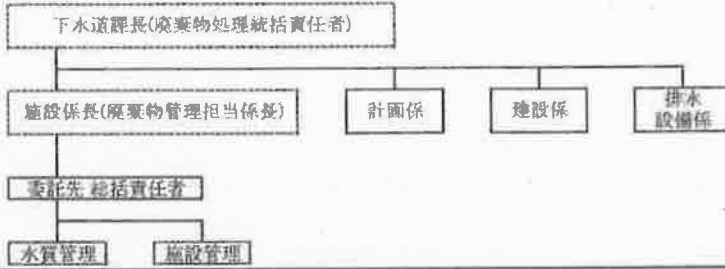 下水道課長(廃棄物処理統括責任者)
施設係長(廃棄物管理担当係長)
計画係
建設係
排水
設備係
委託先 総括責任者
水質管理
施設管理